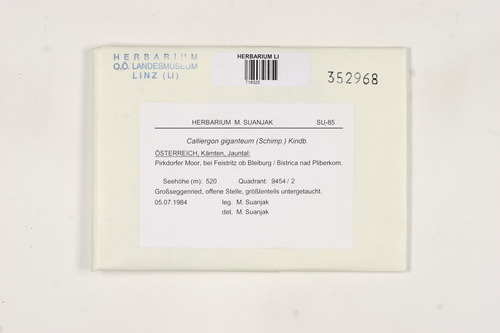 HERBARIUM
O.Ö. LANDESMUSEUM
LINZ (LI)
HERBARIUM LI
352968
HERBARIUM M. SUANJAK SU-85
Calliergon giganteum (Schimp.) Kindb.
ÖSTERREICH, Kärnten, Jauntal:
Pirkdorfer Moor, bei Feistritz ob Bleiburg / Bistrica nad Pliberkom.
Seehöhe (m): 520 Quadrant: 9454 / 2
Großseggenried, offene Stelle, größtenteils untergetaucht.
05.07.1984 leg. M. Suanjak
det. M. Suanjak